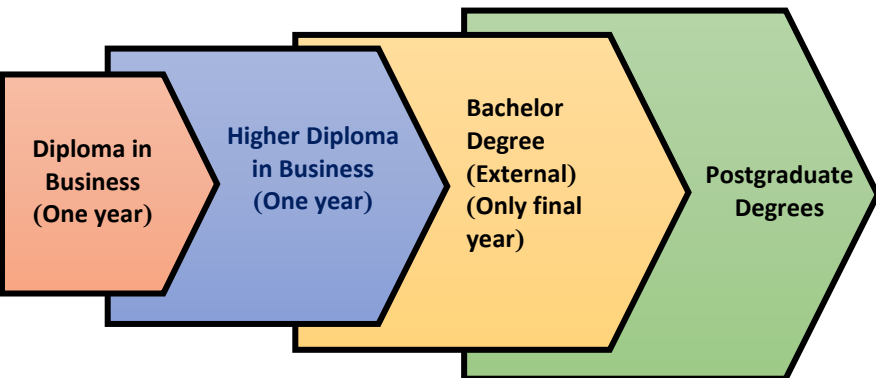 Diploma in
Business
(One year)
Higher Diploma
in Business
(One year)
Bachelor
Degree
(External)
(Only final
year)
Postgraduate
Degrees